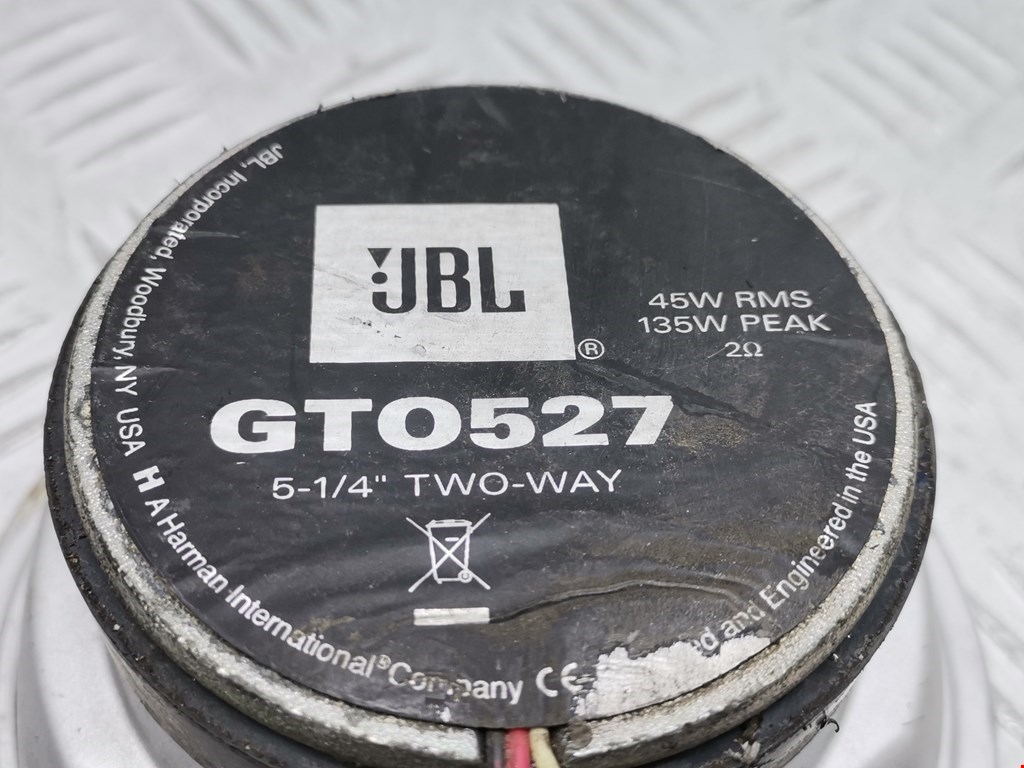 JBL
®
45W RMS
135W PEAK
2Ω
GTO527
5-1/4" TWO-WAY
JBL, Incorporated, Woodbury, NY USA
H A Harman International® Company CE
and Engineered in the USA